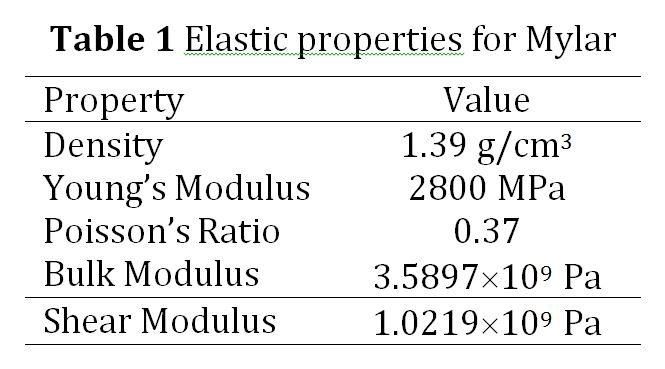 Table 1 Elastic properties for Mylar
Property Value
Density 1.39 g/cm³
Young’s Modulus 2800 MPa
Poisson’s Ratio 0.37
Bulk Modulus 3.5897×10⁹ Pa
Shear Modulus 1.0219×10⁹ Pa